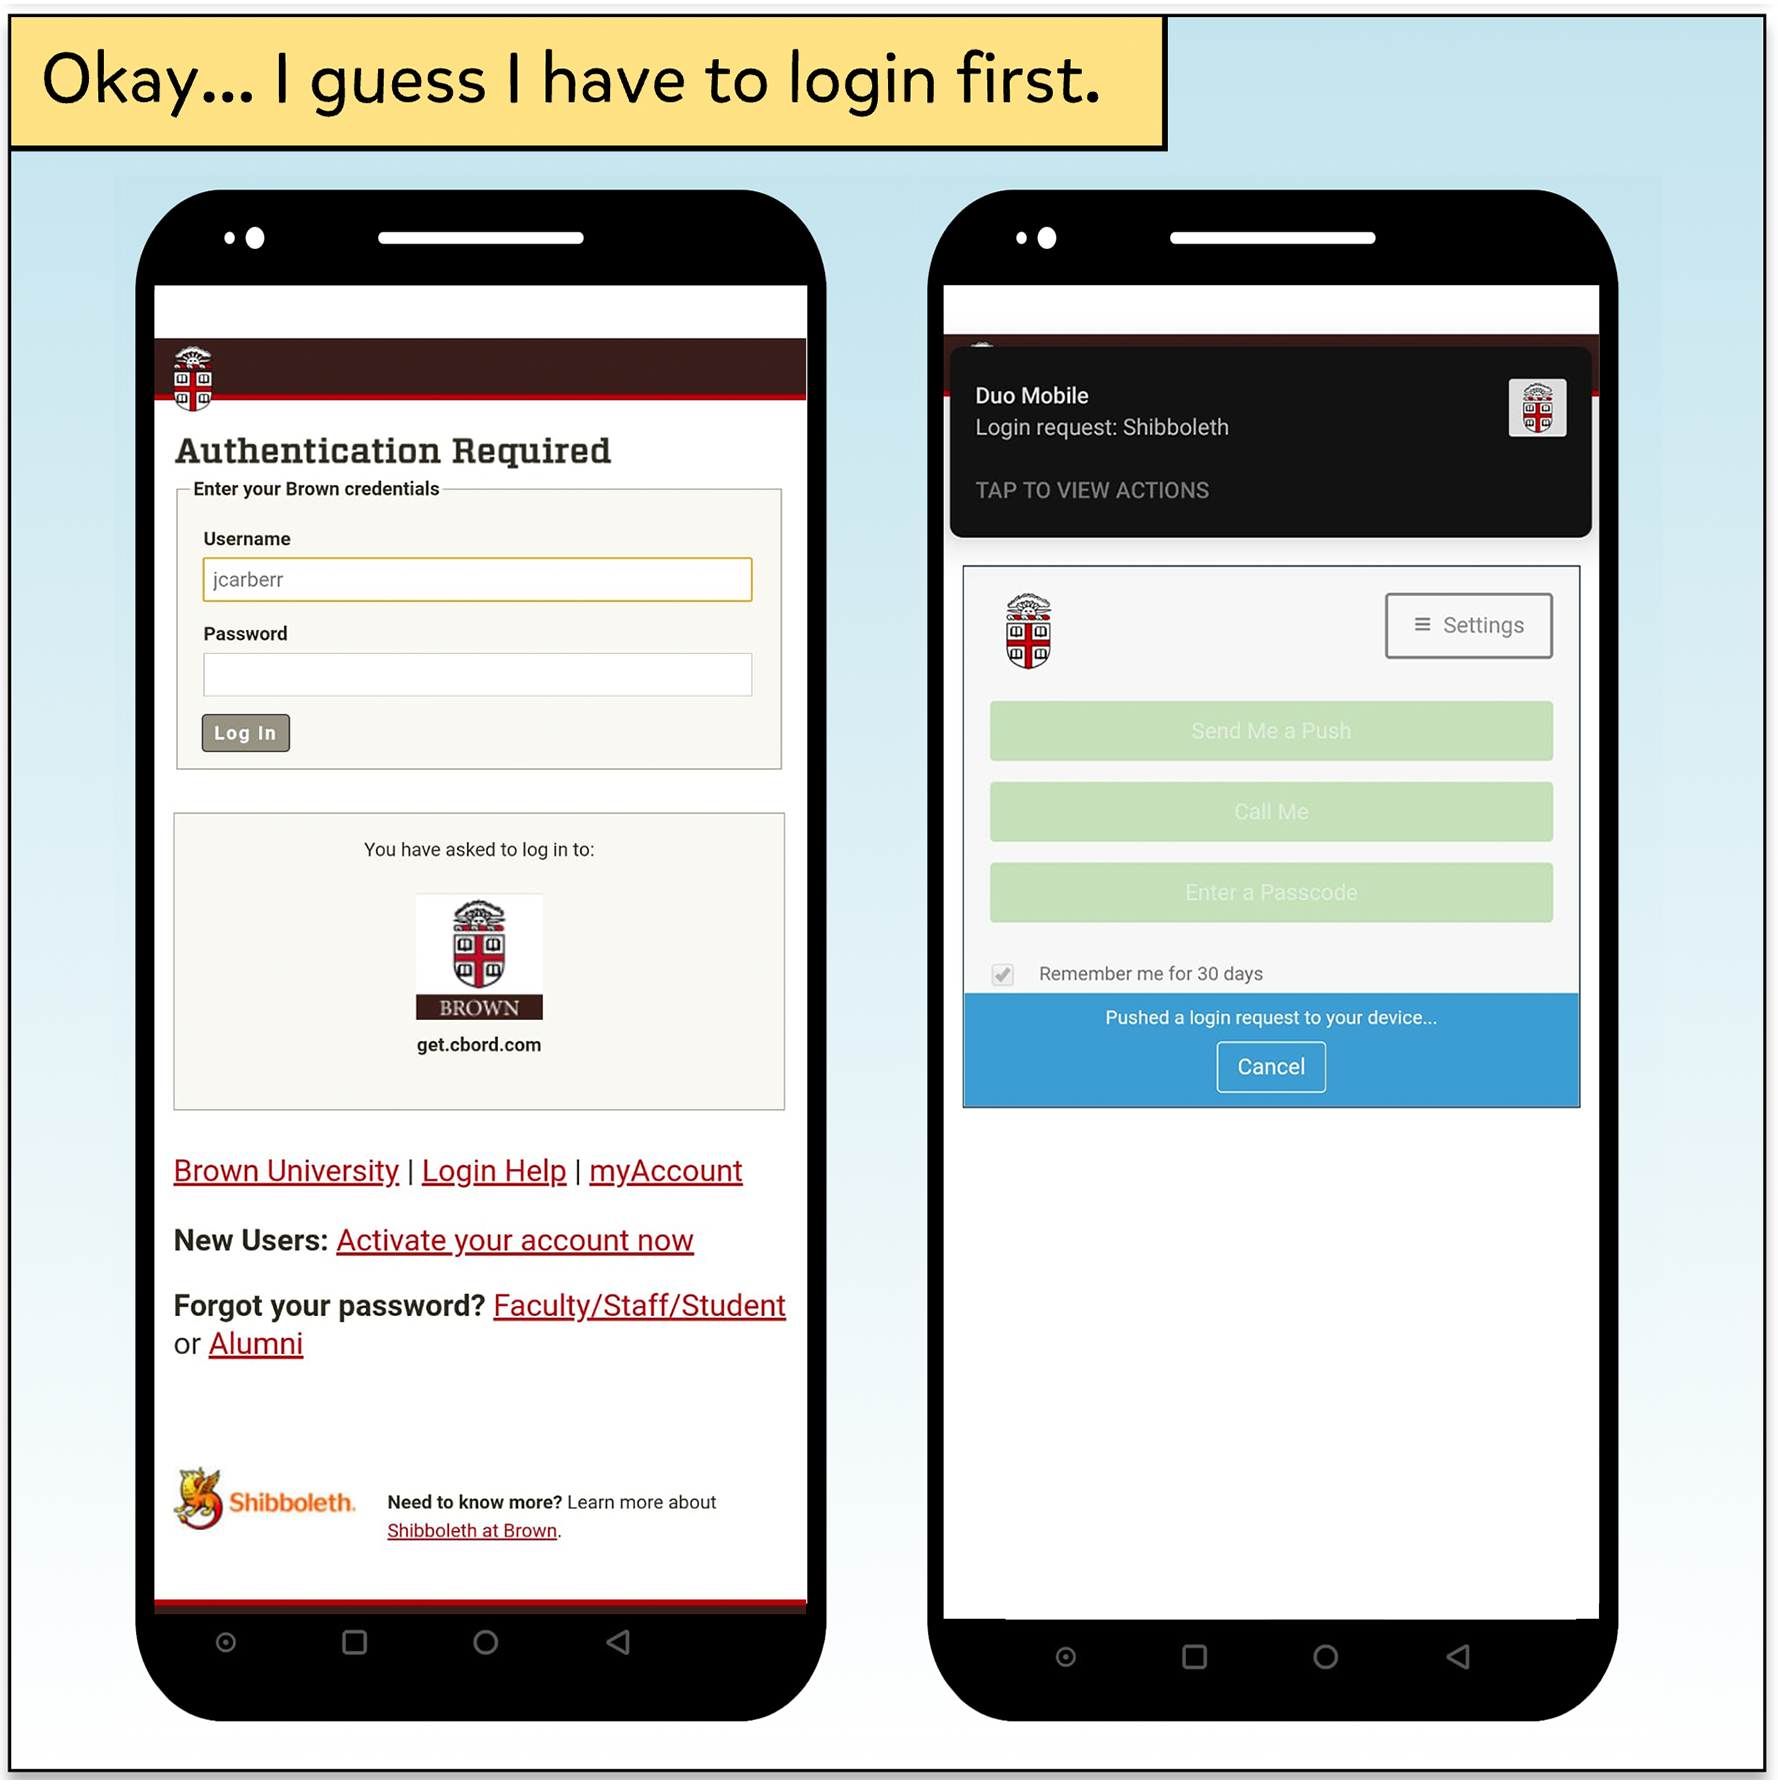 Okay... I guess I have to login first.
Authentication Required
Enter your Brown credentials
Username
jcarberr
Password
Log In
You have asked to log in to:
BROWN
get.cbord.com
Brown University | Login Help | myAccount
New Users: Activate your account now
Forgot your password? Faculty/Staff/Student
or Alumni
Shibboleth.
Need to know more? Learn more about
Shibboleth at Brown.
Duo Mobile
Login request: Shibboleth
TAP TO VIEW ACTIONS
Settings
Send Me a Push
Call Me
Enter a Passcode
Remember me for 30 days
Pushed a login request to your device...
Cancel